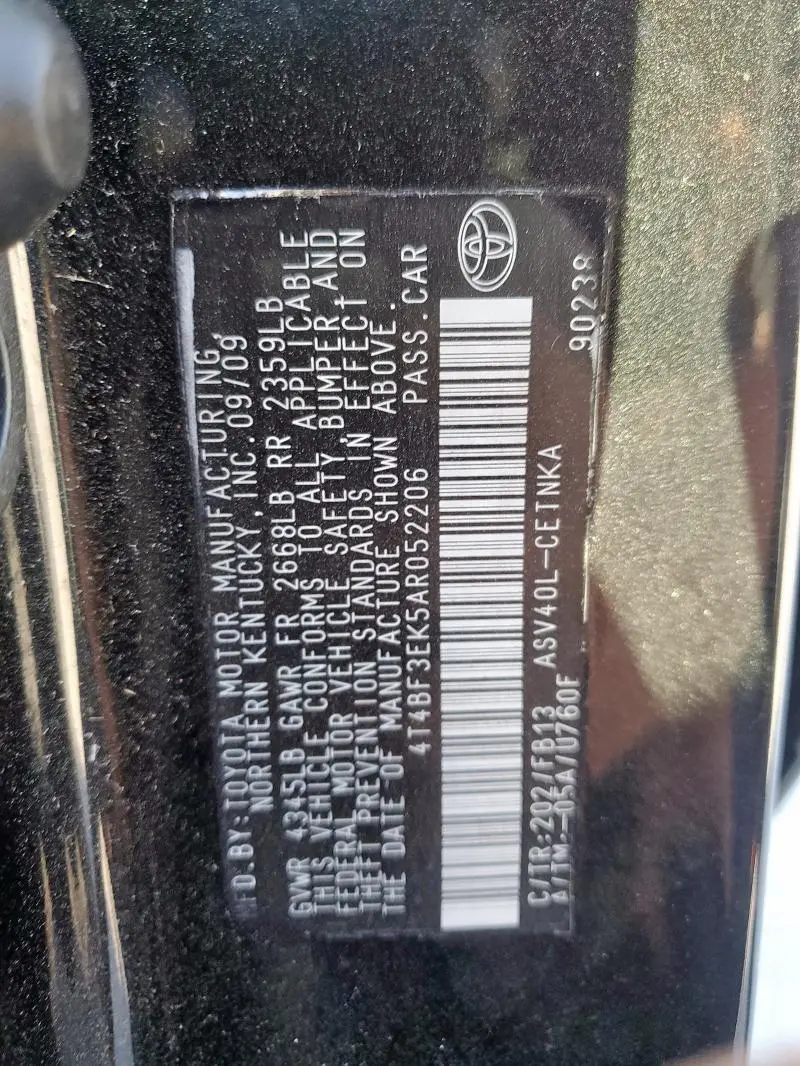 MFD.BY:TOYOTA MOTOR MANUFACTURING,
NORTHERN KENTUCKY,INC.09/09
GVWR 4345LB GAWR FR 2668LB RR 2359LB
THIS VEHICLE CONFORMS TO ALL APPLICABLE
FEDERAL MOTOR VEHICLE SAFETY,BUMPER,AND
THEFT PREVENTION STANDARDS IN EFFECT ON
THE DATE OF MANUFACTURE SHOWN ABOVE.
4T4BF3EK5AR052206 PASS.CAR
C/TR:202/FB13 ASV40L-CETNKA
A/TM:-05A/U760E 90238